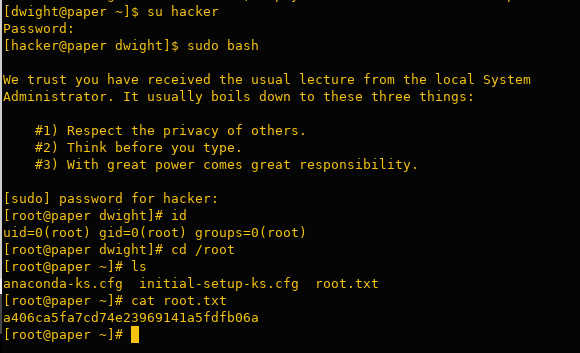 [dwight@paper ~]$ su hacker
Password:
[hacker@paper dwight]$ sudo bash
We trust you have received the usual lecture from the local System
Administrator. It usually boils down to these three things:
#1) Respect the privacy of others.
#2) Think before you type.
#3) With great power comes great responsibility.
[sudo] password for hacker:
[root@paper dwight]# id
uid=0(root) gid=0(root) groups=0(root)
[root@paper dwight]# cd /root
[root@paper ~]# ls
anaconda-ks.cfg  initial-setup-ks.cfg  root.txt
[root@paper ~]# cat root.txt
a406ca5fa7cd74e23969141a5fdfb06a
[root@paper ~]#